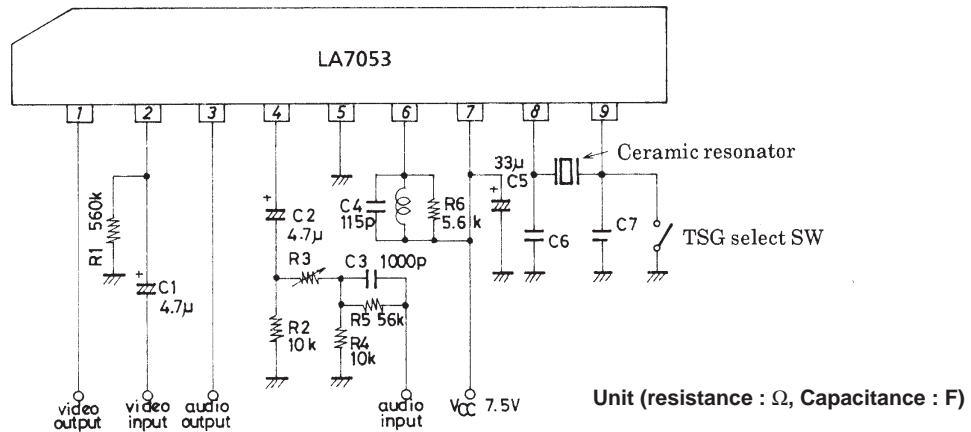 LA7053
1 2 3 4 5 6 7 8 9
Ceramic resonator
33μ
C5
R1 560k
C4
115p
R6
5.6 k
C2
4.7μ
C6
C7
TSG select SW
R3
C3 1000p
C1
4.7μ
R5 56k
R2
10k
R4
10k
video output
video input
audio output
audio input
VCC 7.5V
Unit (resistance : Ω, Capacitance : F)